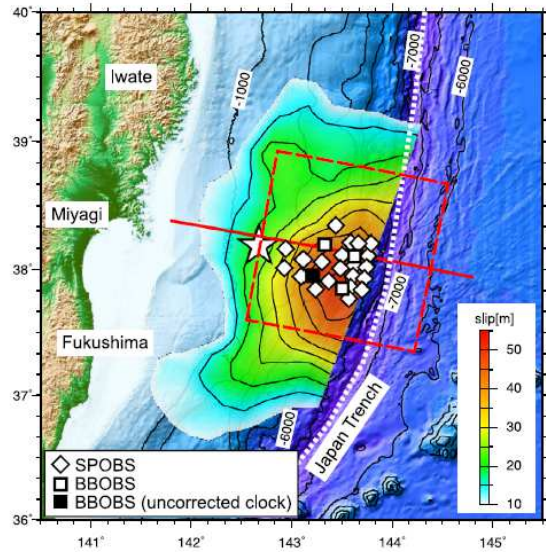 40°
Iwate
-1000
-7000
-6000
39°
Miyagi
38°
-7000
slip[m]
Fukushima
50
40
30
37°
20
-6000
Japan Trench
10
SPOBS
BBOBS
BBOBS (uncorrected clock)
36°
141° 142° 143° 144° 145°